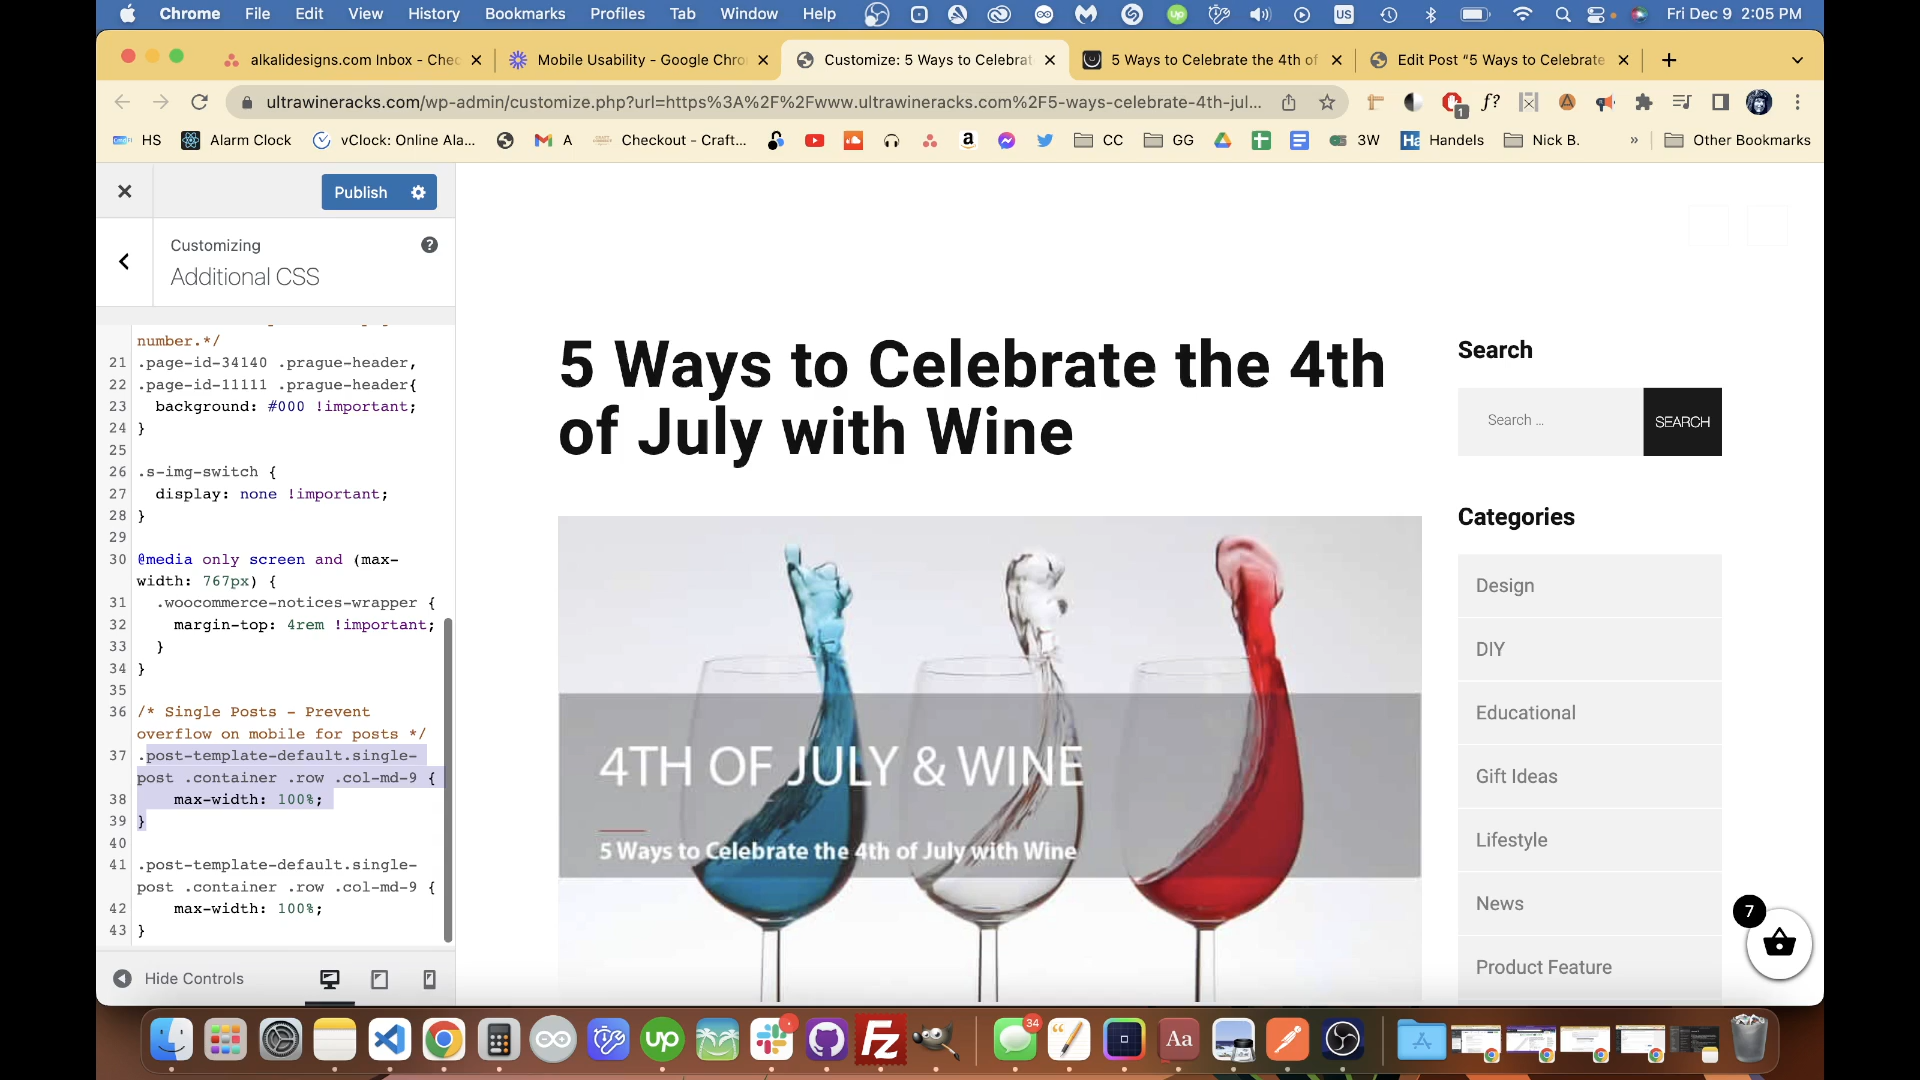 Chrome File Edit View History Bookmarks Profiles Tab Window Help Up US Fri Dec 9 2:05 PM
alkalidesigns.com Inbox - Chec
Mobile Usability - Google Chro
Customize: 5 Ways to Celebrat
5 Ways to Celebrate the 4th of
Edit Post "5 Ways to Celebrate
ultrawineracks.com/wp-admin/customize.php?url=https%3A%2F%2Fwww.ultrawineracks.com%2F5-ways-celebrate-4th-jul...
1
f?
HS Alarm Clock vClock: Online Ala... A Checkout - Craft... a CC GG 3W Ha Handels Nick B. » Other Bookmarks
Publish
Customizing
?
Additional CSS
number.*/
21 .page-id-34140 .prague-header,
22 .page-id-11111 .prague-header{
23 background: #000 !important;
24 }
25
26 .s-img-switch {
27 display: none !important;
28 }
29
30 @media only screen and (max-
width: 767px) {
31 .woocommerce-notices-wrapper {
32 margin-top: 4rem !important;
33 }
34 }
35
36 /* Single Posts - Prevent
overflow on mobile for posts */
37 .post-template-default.single-
post .container .row .col-md-9 {
38 max-width: 100%;
39 }
40
41 .post-template-default.single-
post .container .row .col-md-9 {
42 max-width: 100%;
43 }
Hide Controls
5 Ways to Celebrate the 4th
of July with Wine
4TH OF JULY & WINE
5 Ways to Celebrate the 4th of July with Wine
Search
Search ...
SEARCH
Categories
Design
DIY
Educational
Gift Ideas
Lifestyle
News
Product Feature
7
up
Fz
34
Aa